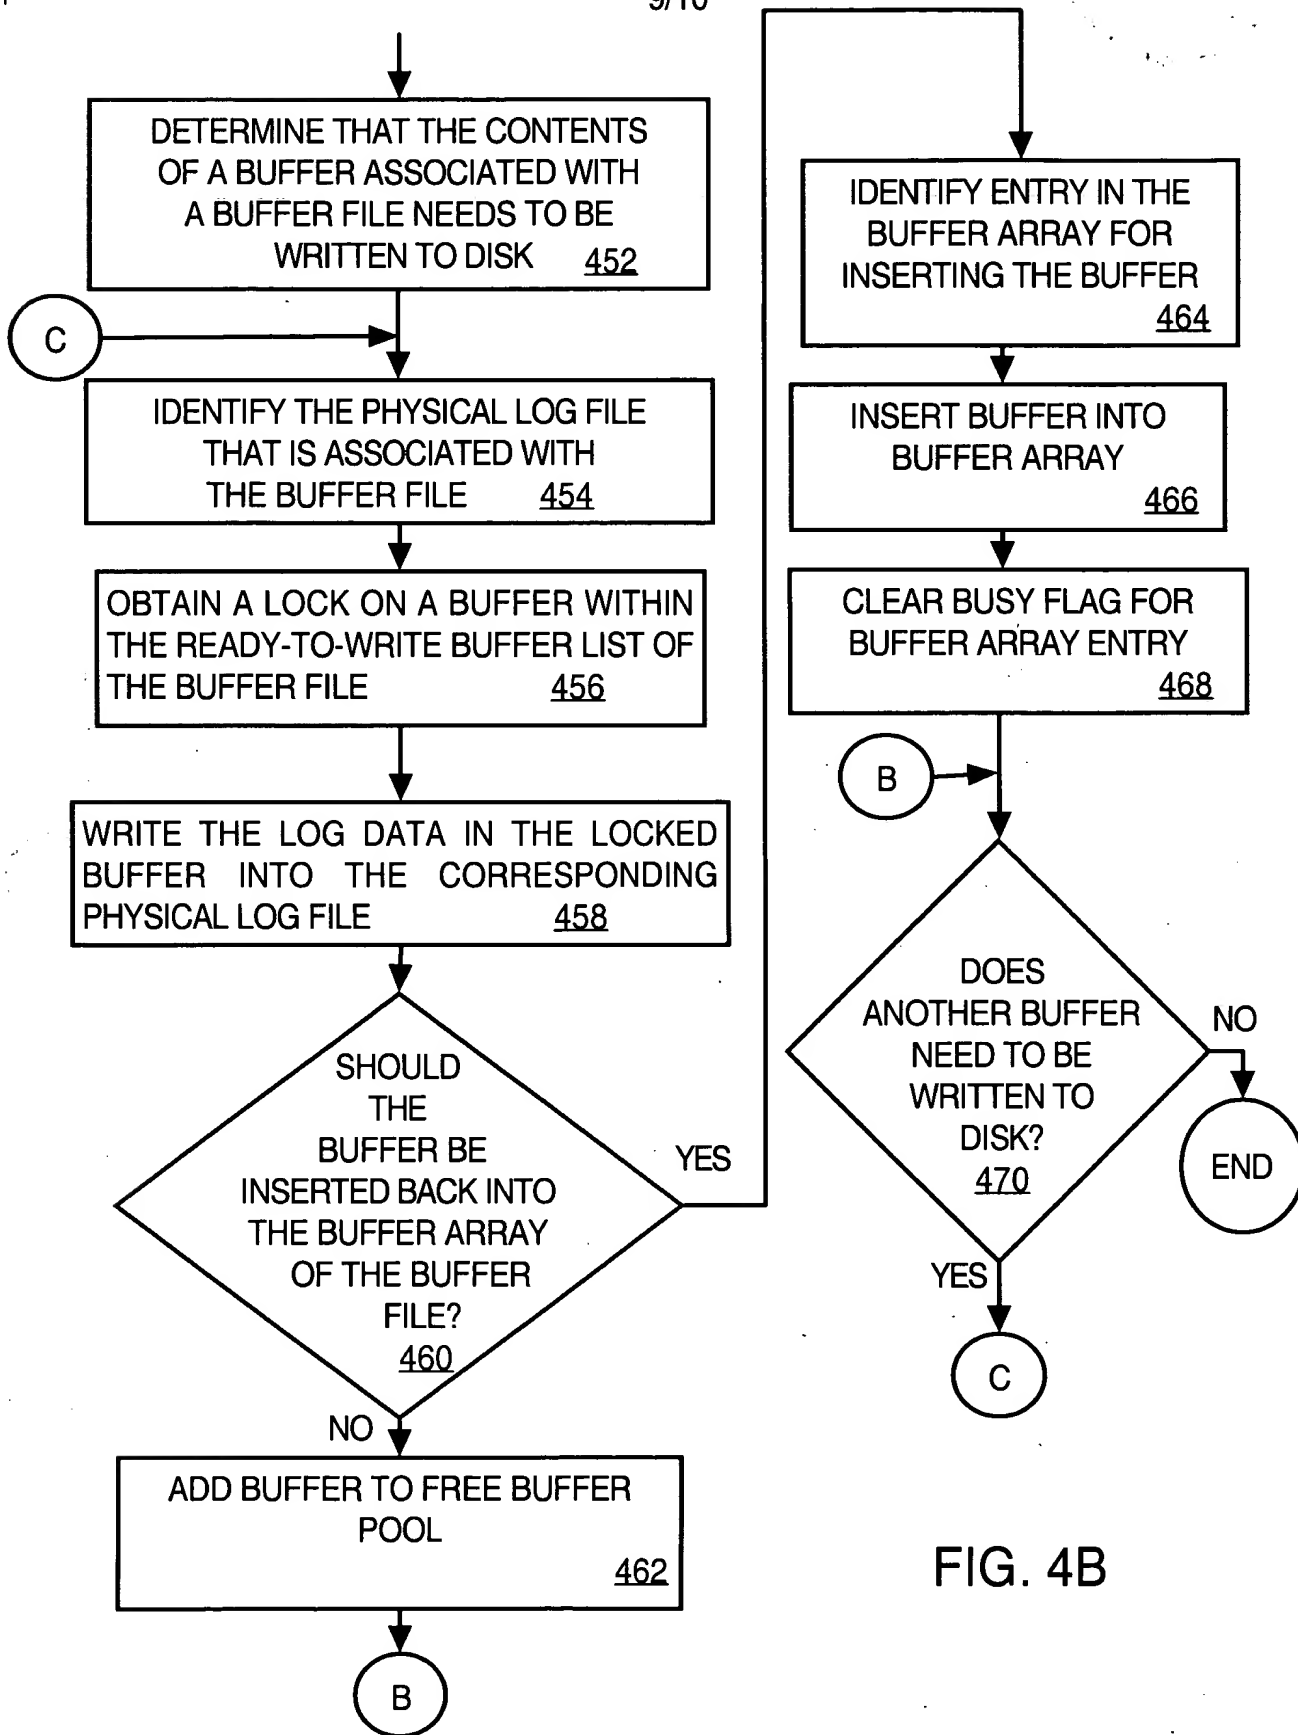 9/10
DETERMINE THAT THE CONTENTS
OF A BUFFER ASSOCIATED WITH
A BUFFER FILE NEEDS TO BE
WRITTEN TO DISK 452
C
IDENTIFY THE PHYSICAL LOG FILE
THAT IS ASSOCIATED WITH
THE BUFFER FILE 454
OBTAIN A LOCK ON A BUFFER WITHIN
THE READY-TO-WRITE BUFFER LIST OF
THE BUFFER FILE 456
WRITE THE LOG DATA IN THE LOCKED
BUFFER INTO THE CORRESPONDING
PHYSICAL LOG FILE 458
SHOULD
THE
BUFFER BE
INSERTED BACK INTO
THE BUFFER ARRAY
OF THE BUFFER
FILE?
460
YES
NO
ADD BUFFER TO FREE BUFFER
POOL
462
B
IDENTIFY ENTRY IN THE
BUFFER ARRAY FOR
INSERTING THE BUFFER
464
INSERT BUFFER INTO
BUFFER ARRAY
466
CLEAR BUSY FLAG FOR
BUFFER ARRAY ENTRY
468
B
DOES
ANOTHER BUFFER
NEED TO BE
WRITTEN TO
DISK?
470
NO
END
YES
C
FIG. 4B